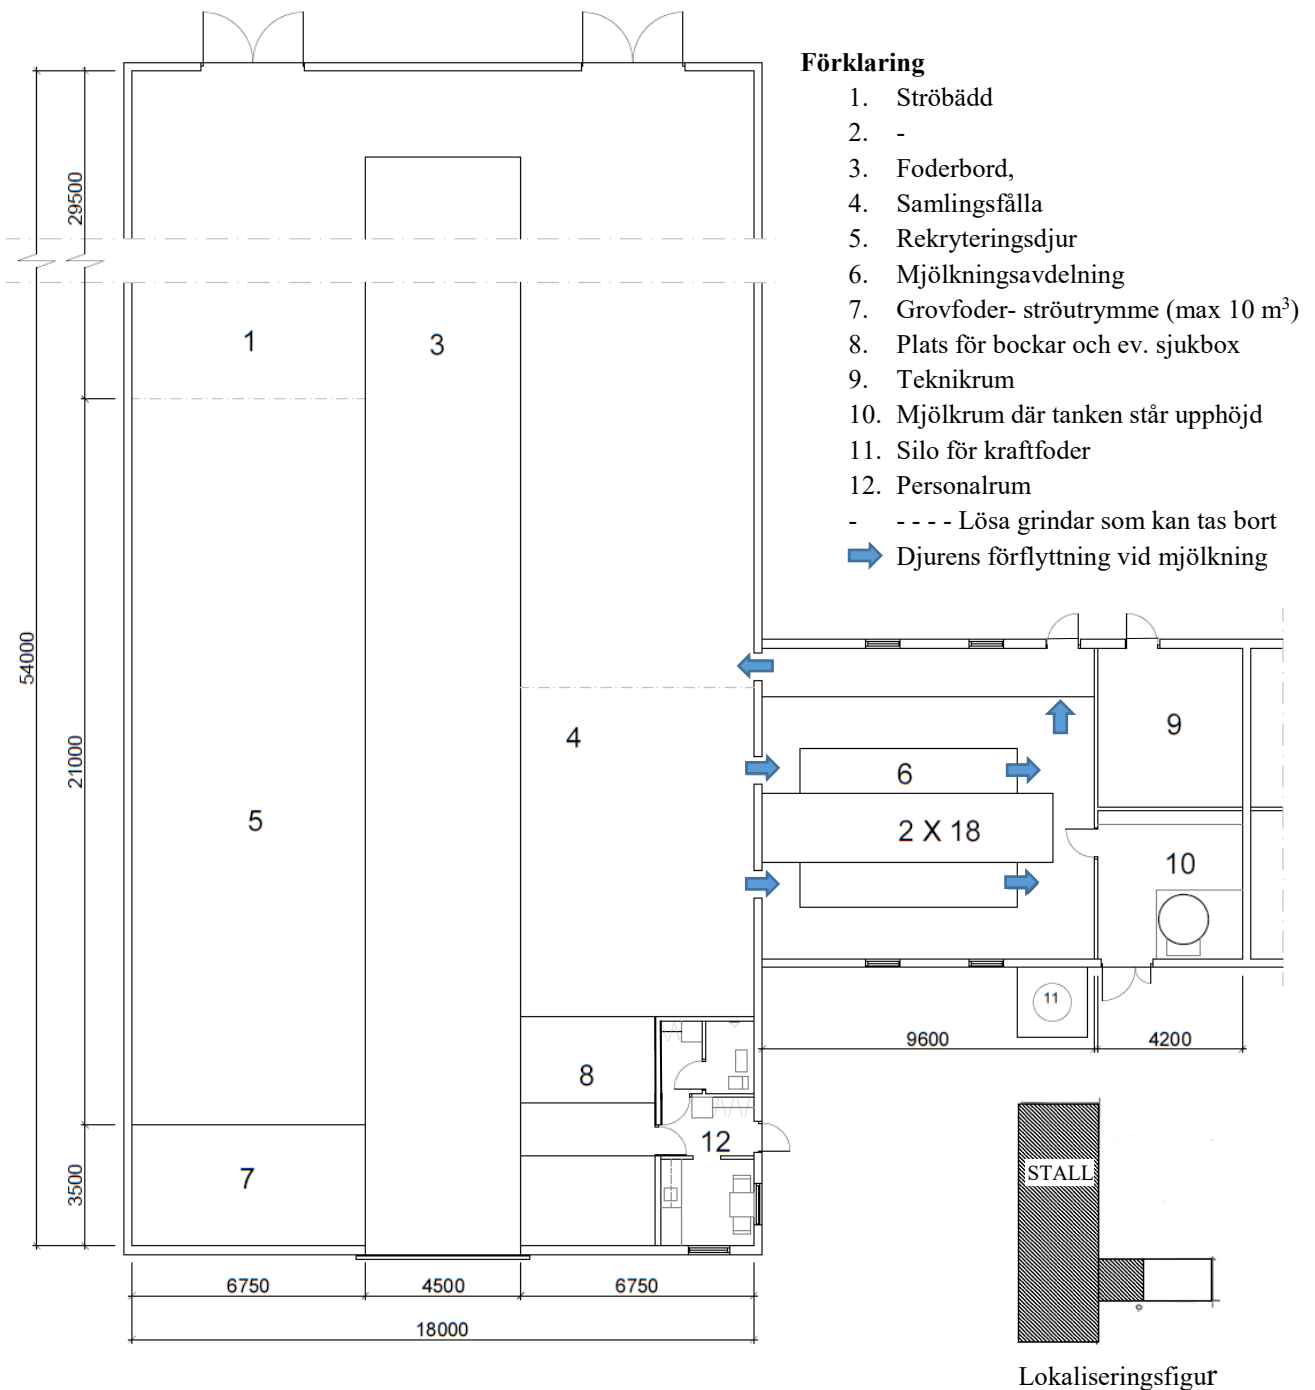 Förklaring
1. Ströbädd
2. -
3. Foderbord,
4. Samlingsfålla
5. Rekryteringsdjur
6. Mjölkningsavdelning
7. Grovfoder- ströutrymme (max 10 m³)
8. Plats för bockar och ev. sjukbox
9. Teknikrum
10. Mjölkrum där tanken står upphöjd
11. Silo för kraftfoder
12. Personalrum
- - - - - Lösa grindar som kan tas bort
Djurens förflyttning vid mjölkning
29500
1
3
54000
21000
4
5
6
2 X 18
9
10
11
9600
4200
8
12
7
3500
6750
4500
6750
18000
STALL
Lokaliseringsfigur